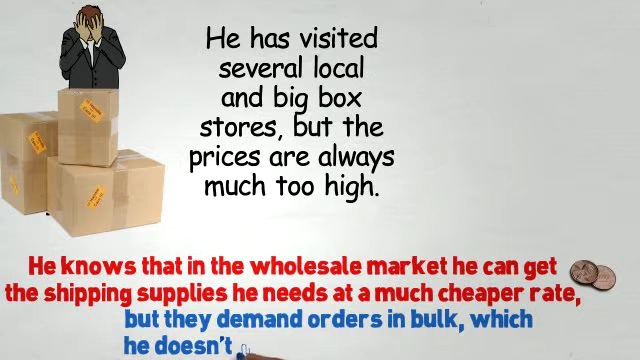 He has visited
several local
and big box
stores, but the
prices are always
much too high.
He knows that in the wholesale market he can get
the shipping supplies he needs at a much cheaper rate,
but they demand orders in bulk, which
he doesn't